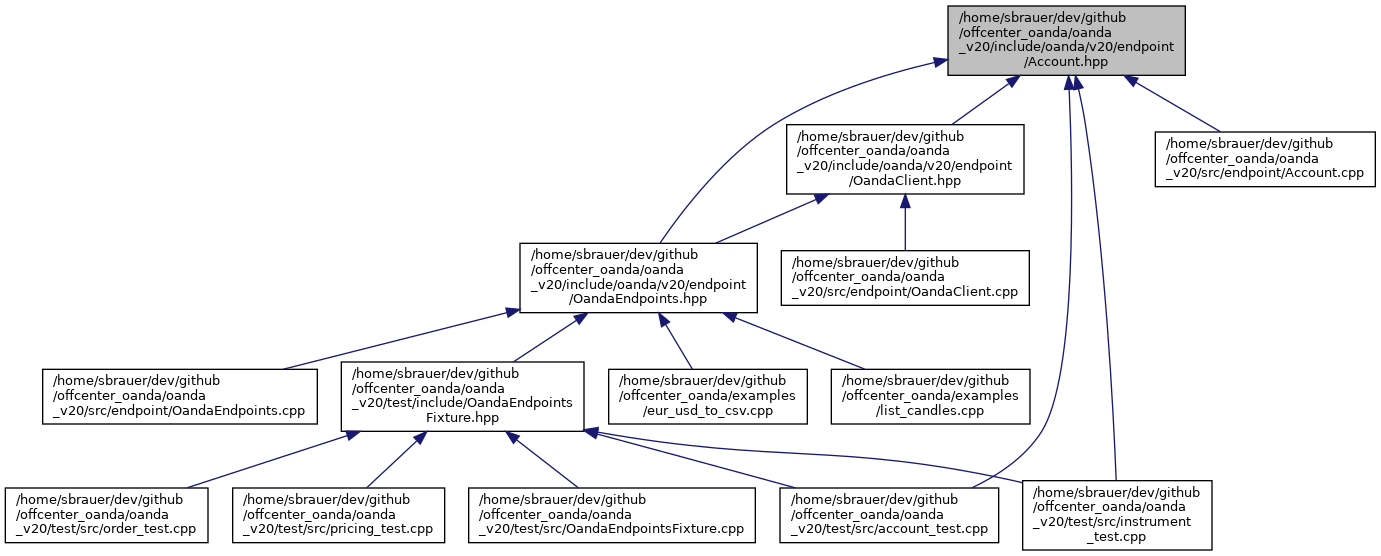 /home/sbrauer/dev/github
/offcenter_oanda/oanda
_v20/include/oanda/v20/endpoint
/Account.hpp
/home/sbrauer/dev/github
/offcenter_oanda/oanda
_v20/include/oanda/v20/endpoint
/OandaClient.hpp
/home/sbrauer/dev/github
/offcenter_oanda/oanda
_v20/src/endpoint/Account.cpp
/home/sbrauer/dev/github
/offcenter_oanda/oanda
_v20/include/oanda/v20/endpoint
/OandaEndpoints.hpp
/home/sbrauer/dev/github
/offcenter_oanda/oanda
_v20/src/endpoint/OandaClient.cpp
/home/sbrauer/dev/github
/offcenter_oanda/oanda
_v20/src/endpoint/OandaEndpoints.cpp
/home/sbrauer/dev/github
/offcenter_oanda/oanda
_v20/test/include/OandaEndpoints
Fixture.hpp
/home/sbrauer/dev/github
/offcenter_oanda/examples
/eur_usd_to_csv.cpp
/home/sbrauer/dev/github
/offcenter_oanda/examples
/list_candles.cpp
/home/sbrauer/dev/github
/offcenter_oanda/oanda
_v20/test/src/order_test.cpp
/home/sbrauer/dev/github
/offcenter_oanda/oanda
_v20/test/src/pricing_test.cpp
/home/sbrauer/dev/github
/offcenter_oanda/oanda
_v20/test/src/OandaEndpointsFixture.cpp
/home/sbrauer/dev/github
/offcenter_oanda/oanda
_v20/test/src/account_test.cpp
/home/sbrauer/dev/github
/offcenter_oanda/oanda
_v20/test/src/instrument
_test.cpp